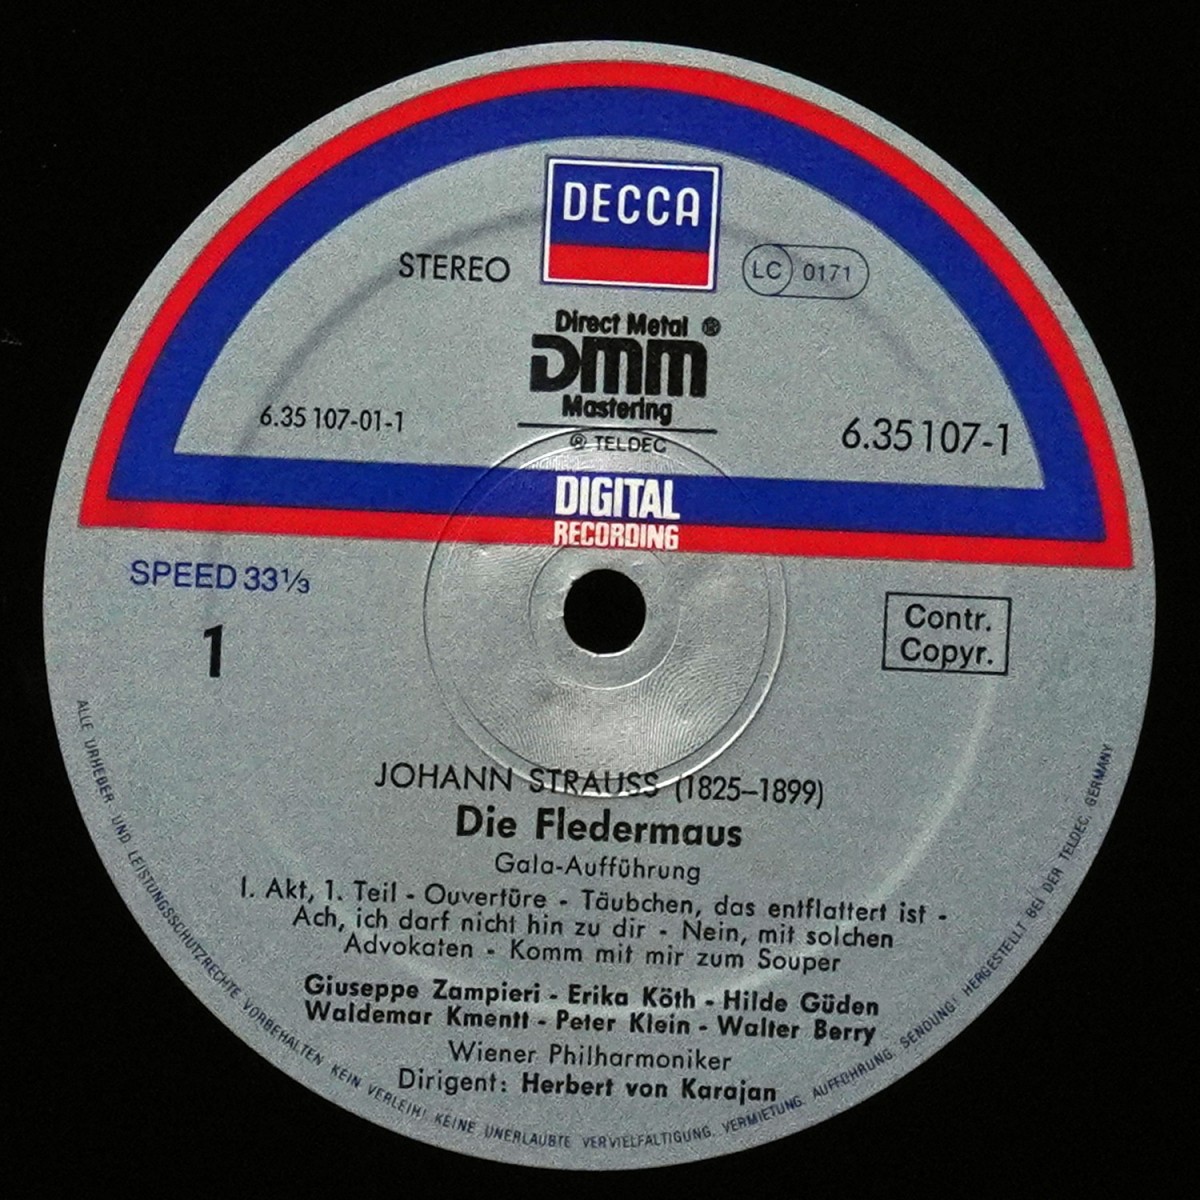 DECCA
STEREO
LC 0171
Direct Metal ®
DMM
Mastering
6.35 107-01-1
6.35 107-1
℗ TELDEC
DIGITAL
RECORDING
SPEED 33⅓
1
Contr.
Copyr.
JOHANN STRAUSS (1825–1899)
Die Fledermaus
Gala-Aufführung
I. Akt, 1. Teil - Ouvertüre - Täubchen, das entflattert ist -
Ach, ich darf nicht hin zu dir - Nein, mit solchen
Advokaten - Komm mit mir zum Souper
Giuseppe Zampieri - Erika Köth - Hilde Güden
Waldemar Kmentt - Peter Klein - Walter Berry
Wiener Philharmoniker
Dirigent: Herbert von Karajan
ALLE URHEBER- UND LEISTUNGSSCHUTZRECHTE VORBEHALTEN. KEIN VERLEIH! KEINE UNERLAUBTE VERVIELFÄLTIGUNG, VERMIETUNG, AUFFÜHRUNG, SENDUNG! HERGESTELLT BEI DER TELDEC, GERMANY